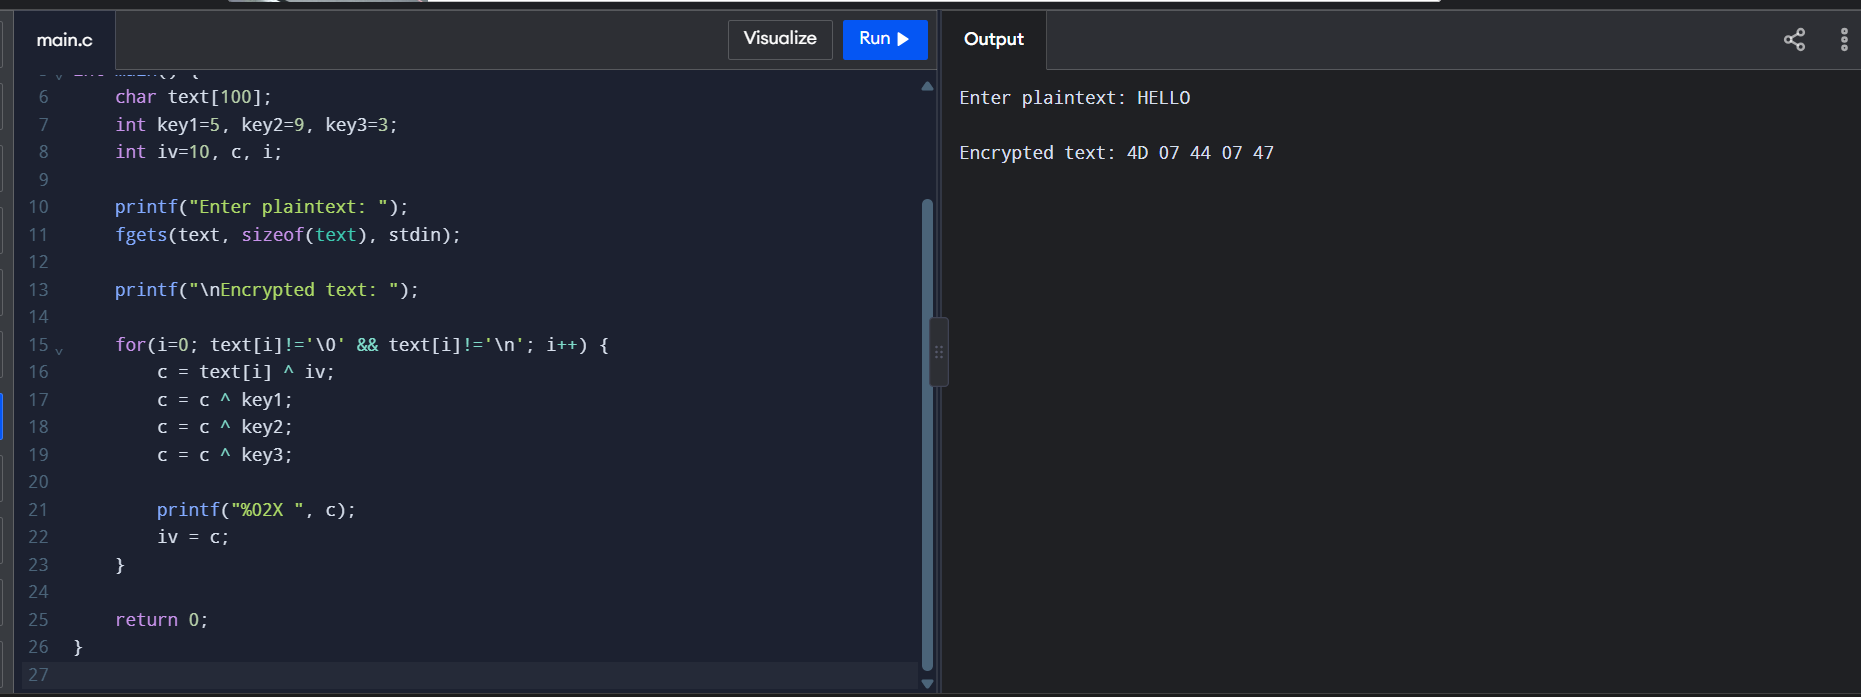 main.c
Visualize
Run
Output
6 char text[100];
7 int key1=5, key2=9, key3=3;
8 int iv=10, c, i;
9
10 printf("Enter plaintext: ");
11 fgets(text, sizeof(text), stdin);
12
13 printf("\nEncrypted text: ");
14
15 for(i=0; text[i]!='\0' && text[i]!='\n'; i++) {
16 c = text[i] ^ iv;
17 c = c ^ key1;
18 c = c ^ key2;
19 c = c ^ key3;
20
21 printf("%02X ", c);
22 iv = c;
23 }
24
25 return 0;
26 }
27
Enter plaintext: HELLO
Encrypted text: 4D 07 44 07 47